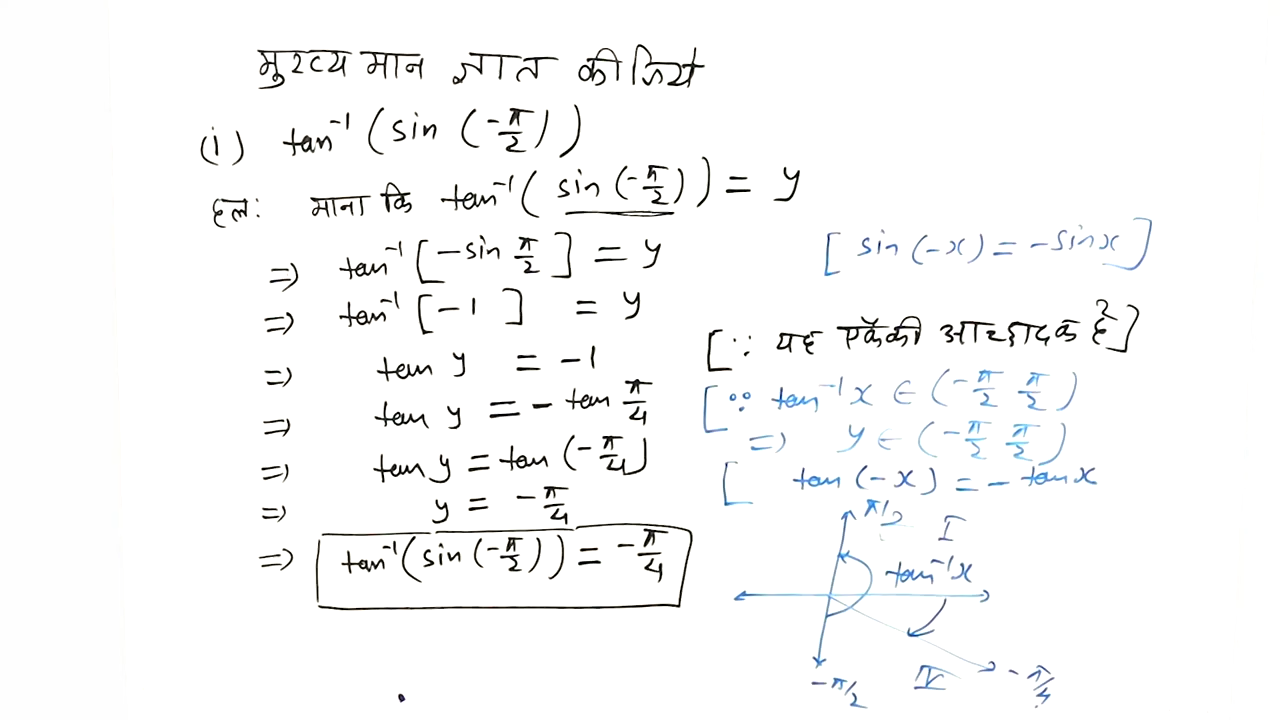 मुख्य मान ज्ञात कीजिये
(i) tan⁻¹ (sin (-π/2))
हल: माना कि tan⁻¹ ( sin (-π/2) ) = y
⇒ tan⁻¹ [-sin π/2] = y [ sin (-x) = -sinx ]
⇒ tan⁻¹ [-1] = y
⇒ tan y = -1 [∵ यह एकैकी आच्छादक है]
⇒ tan y = - tan π/4 [∵ tan⁻¹x ∈ (-π/2 π/2)
⇒ y ∈ (-π/2 π/2)
⇒ tan y = tan (-π/4) [ tan (-x) = - tanx
⇒ y = -π/4
⇒ tan⁻¹(sin (-π/2)) = -π/4
π/2 I
tan⁻¹x
-π/2 IV -π/4